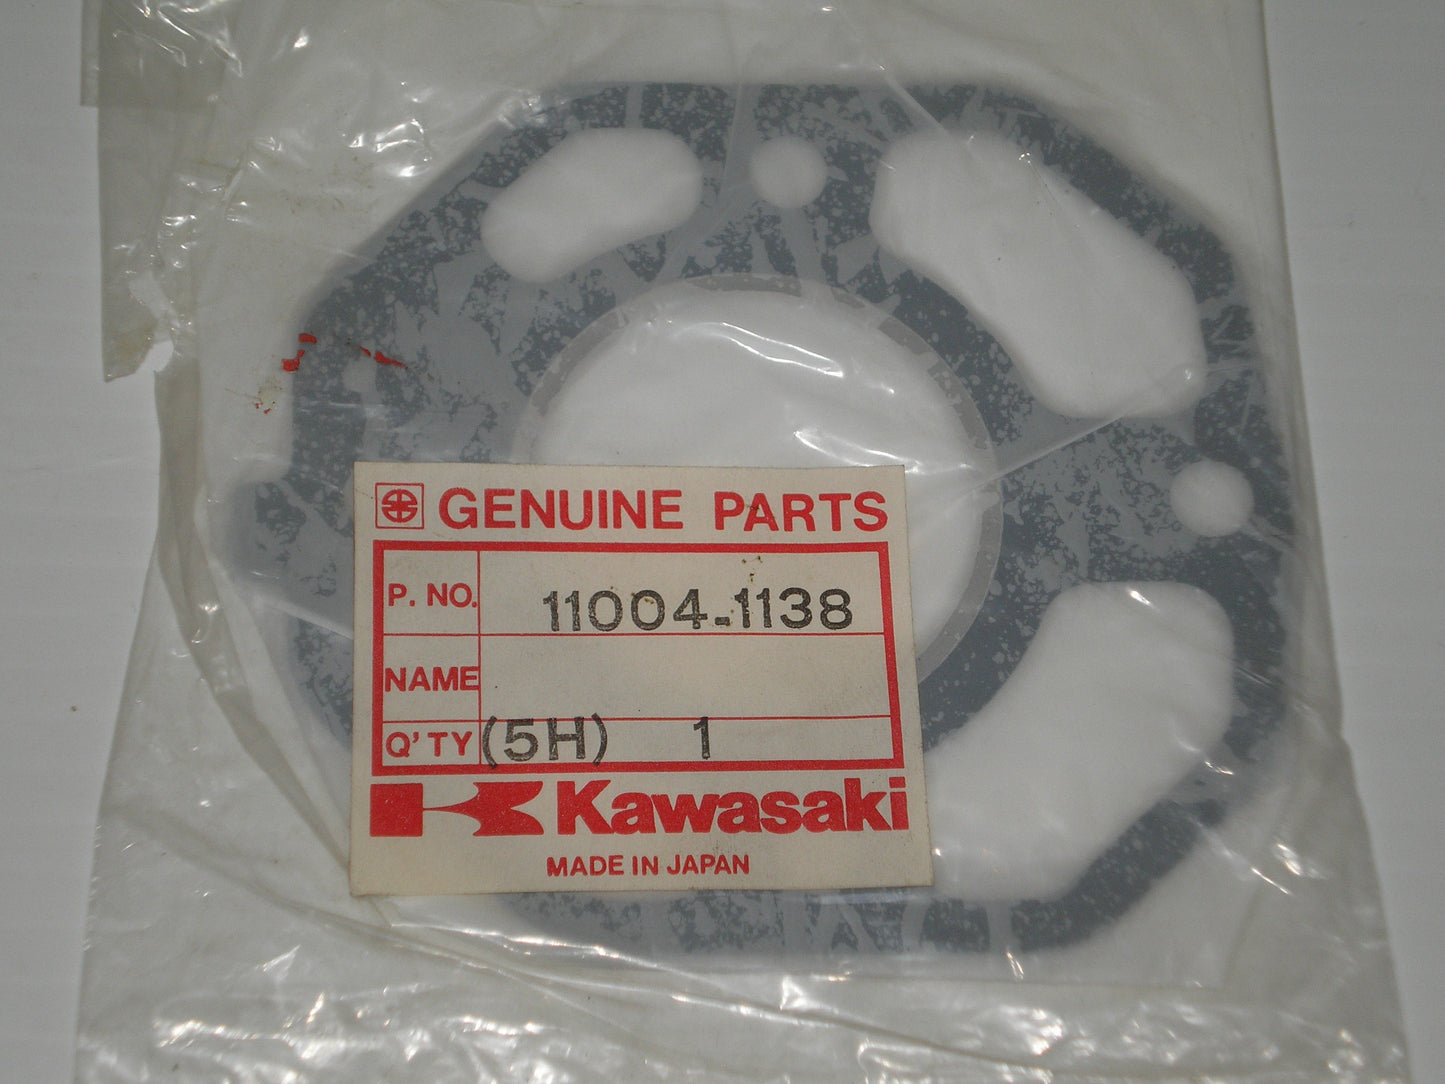 GENUINE PARTS
P. NO. 11004-1138
NAME
Q'TY (5H) 1
Kawasaki
MADE IN JAPAN